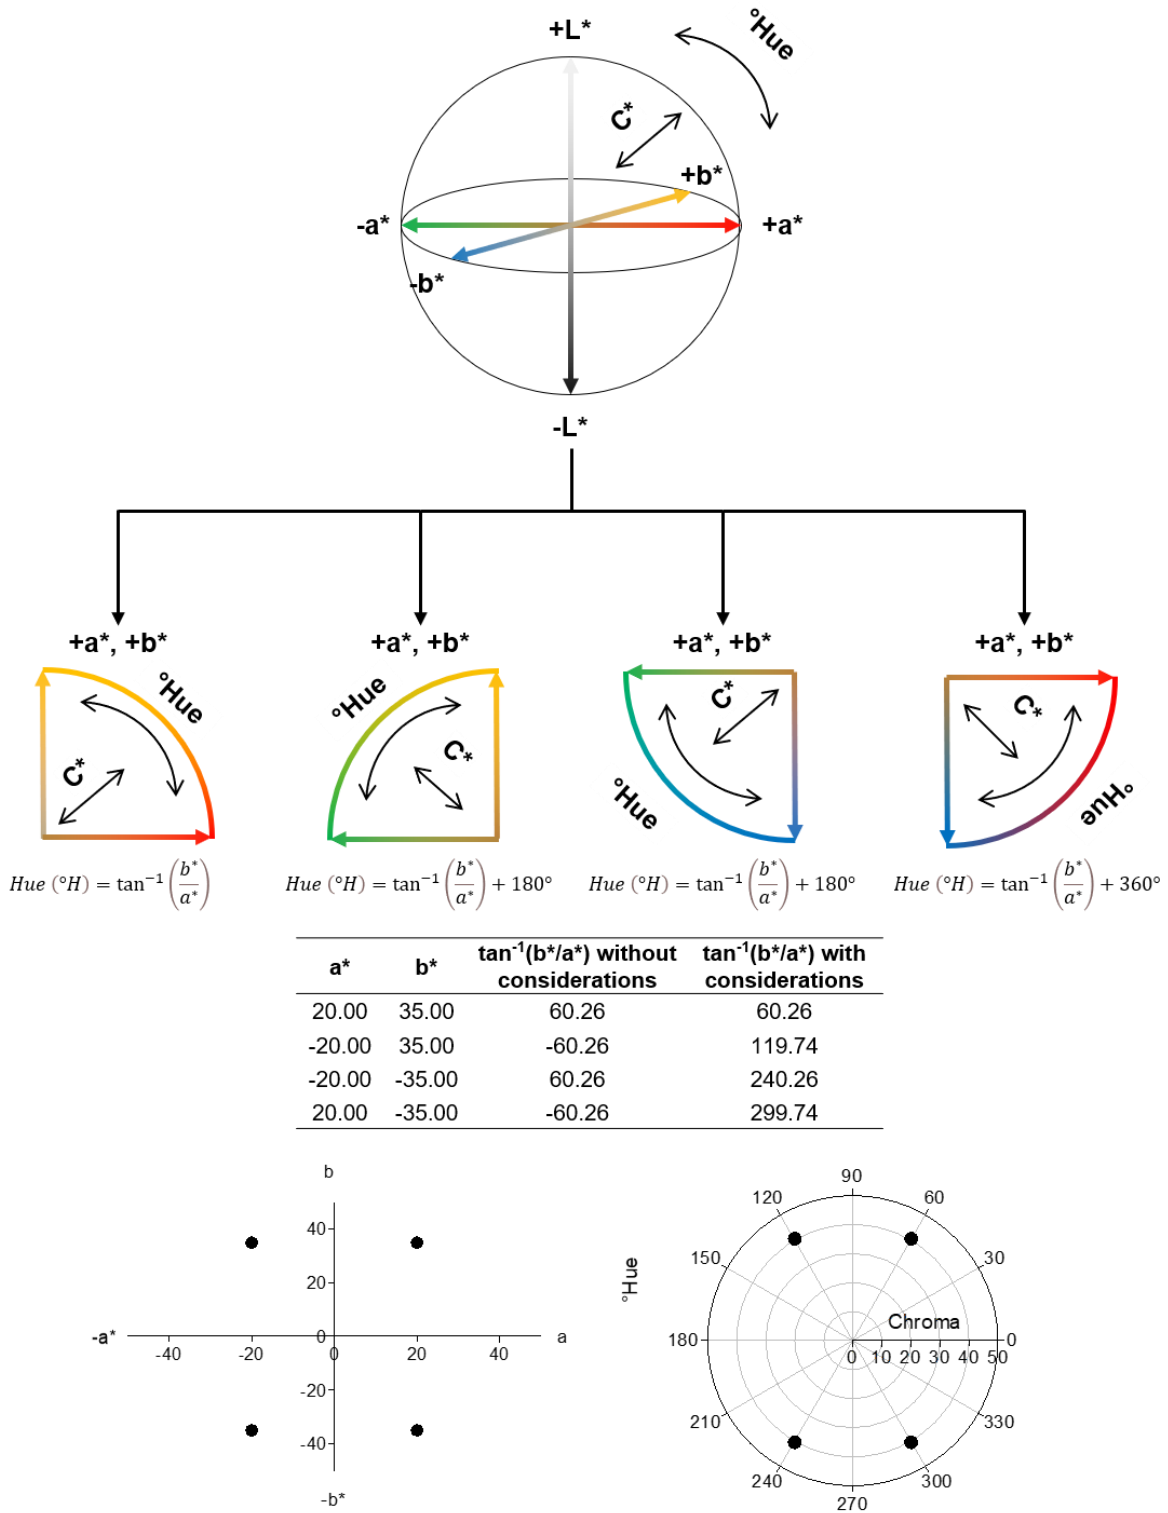 +L*
°Hue
C*
+b*
-a*
+a*
-b*
-L*
+a*, +b*
+a*, +b*
+a*, +b*
+a*, +b*
°Hue
C*
°Hue
C*
C*
°Hue
C*
°Hue
Hue (°H) = tan⁻¹(b*/a*)
Hue (°H) = tan⁻¹(b*/a*) + 180°
Hue (°H) = tan⁻¹(b*/a*) + 180°
Hue (°H) = tan⁻¹(b*/a*) + 360°
a* b* tan⁻¹(b*/a*) without considerations tan⁻¹(b*/a*) with considerations
20.00 35.00 60.26 60.26
-20.00 35.00 -60.26 119.74
-20.00 -35.00 60.26 240.26
20.00 -35.00 -60.26 299.74
b
40
20
0
-a*
a
-40 -20 0 20 40
-20
-40
-b*
90
120 60
150 30
°Hue
Chroma
180 0
0 10 20 30 40 50
210 330
240 300
270